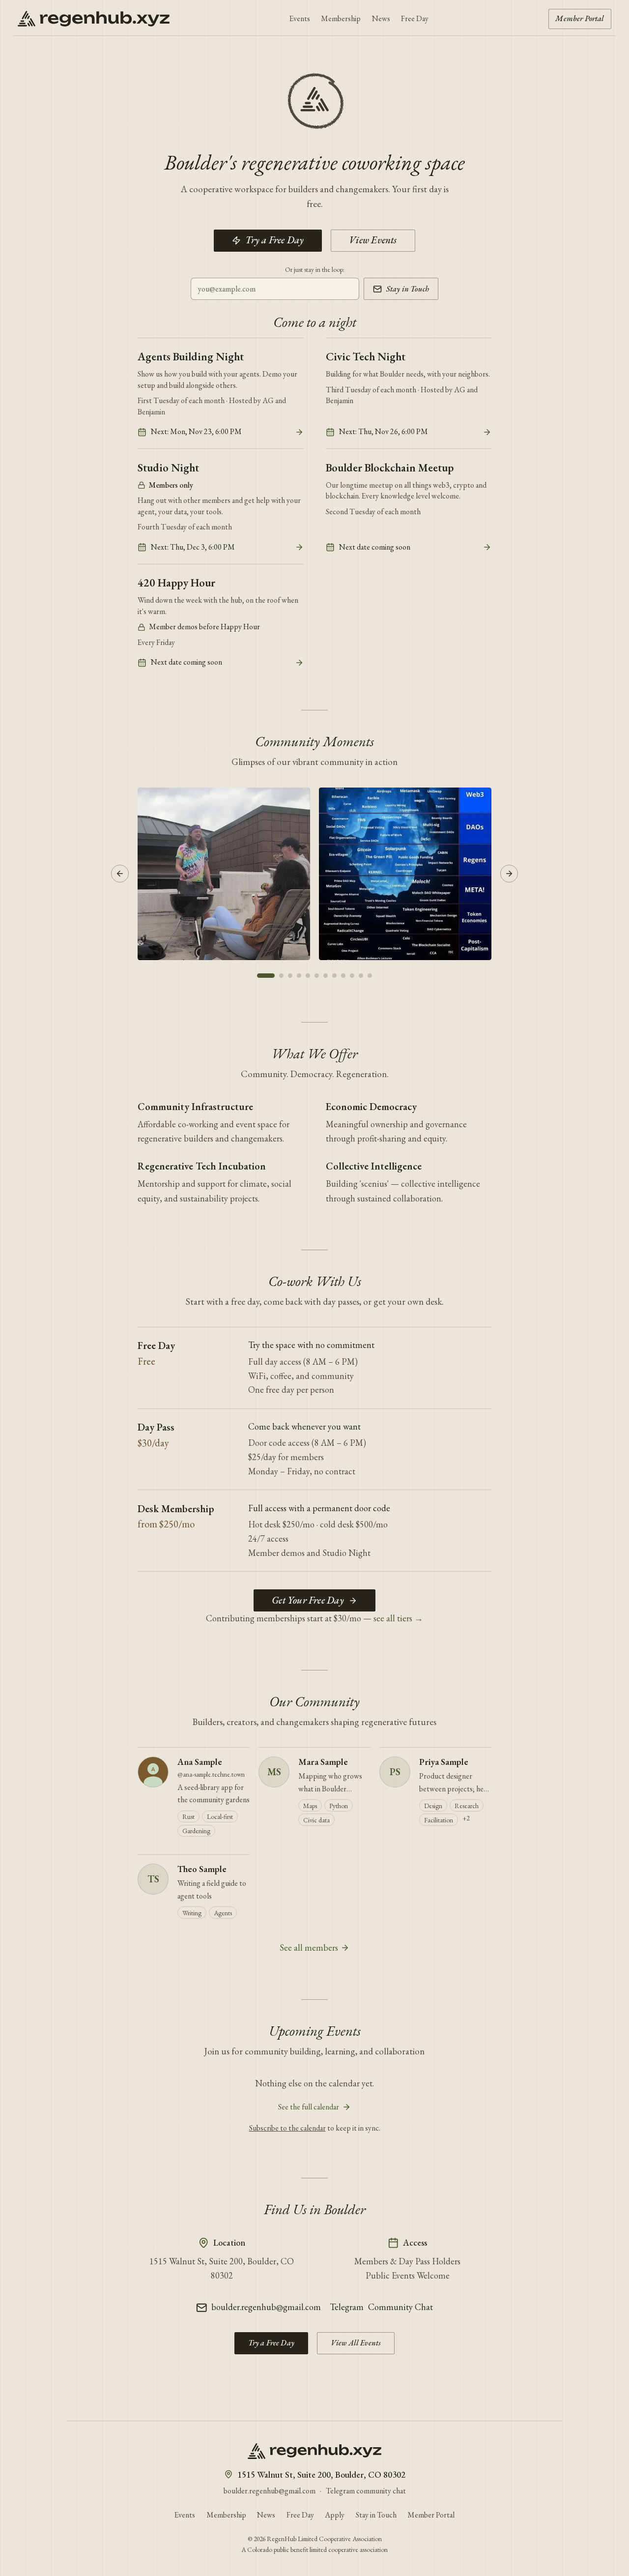 regenhub.xyz
Events Membership News Free Day
Member Portal
Boulder's regenerative coworking space
A cooperative workspace for builders and changemakers. Your first day is
free.
Try a Free Day
View Events
Or just stay in the loop:
you@example.com
Stay in Touch
Come to a night
Agents Building Night
Show us how you build with your agents. Demo your
setup and build alongside others.
First Tuesday of each month · Hosted by AG and
Benjamin
Next: Mon, Nov 23, 6:00 PM
Civic Tech Night
Building for what Boulder needs, with your neighbors.
Third Tuesday of each month · Hosted by AG and
Benjamin
Next: Thu, Nov 26, 6:00 PM
Studio Night
Members only
Hang out with other members and get help with your
agent, your data, your tools.
Fourth Tuesday of each month
Next: Thu, Dec 3, 6:00 PM
Boulder Blockchain Meetup
Our longtime meetup on all things web3, crypto and
blockchain. Every knowledge level welcome.
Second Tuesday of each month
Next date coming soon
420 Happy Hour
Wind down the week with the hub, on the roof when
it's warm.
Member demos before Happy Hour
Every Friday
Next date coming soon
Community Moments
Glimpses of our vibrant community in action
Web3
DAOs
Regens
META!
Token
Economies
Post-
Capitalism
What We Offer
Community. Democracy. Regeneration.
Community Infrastructure
Affordable co-working and event space for
regenerative builders and changemakers.
Economic Democracy
Meaningful ownership and governance
through profit-sharing and equity.
Regenerative Tech Incubation
Mentorship and support for climate, social
equity, and sustainability projects.
Collective Intelligence
Building 'scenius' — collective intelligence
through sustained collaboration.
Co-work With Us
Start with a free day, come back with day passes, or get your own desk.
Free Day
Free
Try the space with no commitment
Full day access (8 AM – 6 PM)
WiFi, coffee, and community
One free day per person
Day Pass
$30/day
Come back whenever you want
Door code access (8 AM – 6 PM)
$25/day for members
Monday – Friday, no contract
Desk Membership
from $250/mo
Full access with a permanent door code
Hot desk $250/mo · cold desk $500/mo
24/7 access
Member demos and Studio Night
Get Your Free Day →
Contributing memberships start at $30/mo — see all tiers →
Our Community
Builders, creators, and changemakers shaping regenerative futures
Ana Sample
@ana-sample.techne.town
A seed-library app for
the community gardens
Rust Local-first
Gardening
MS
Mara Sample
Mapping who grows
what in Boulder…
Maps Python
Civic data
PS
Priya Sample
Product designer
between projects; he…
Design Research
Facilitation +2
TS
Theo Sample
Writing a field guide to
agent tools
Writing Agents
See all members →
Upcoming Events
Join us for community building, learning, and collaboration
Nothing else on the calendar yet.
See the full calendar →
Subscribe to the calendar to keep it in sync.
Find Us in Boulder
Location
1515 Walnut St, Suite 200, Boulder, CO
80302
Access
Members & Day Pass Holders
Public Events Welcome
boulder.regenhub@gmail.com Telegram Community Chat
Try a Free Day
View All Events
regenhub.xyz
1515 Walnut St, Suite 200, Boulder, CO 80302
boulder.regenhub@gmail.com · Telegram community chat
Events Membership News Free Day Apply Stay in Touch Member Portal
© 2026 RegenHub Limited Cooperative Association
A Colorado public benefit limited cooperative association